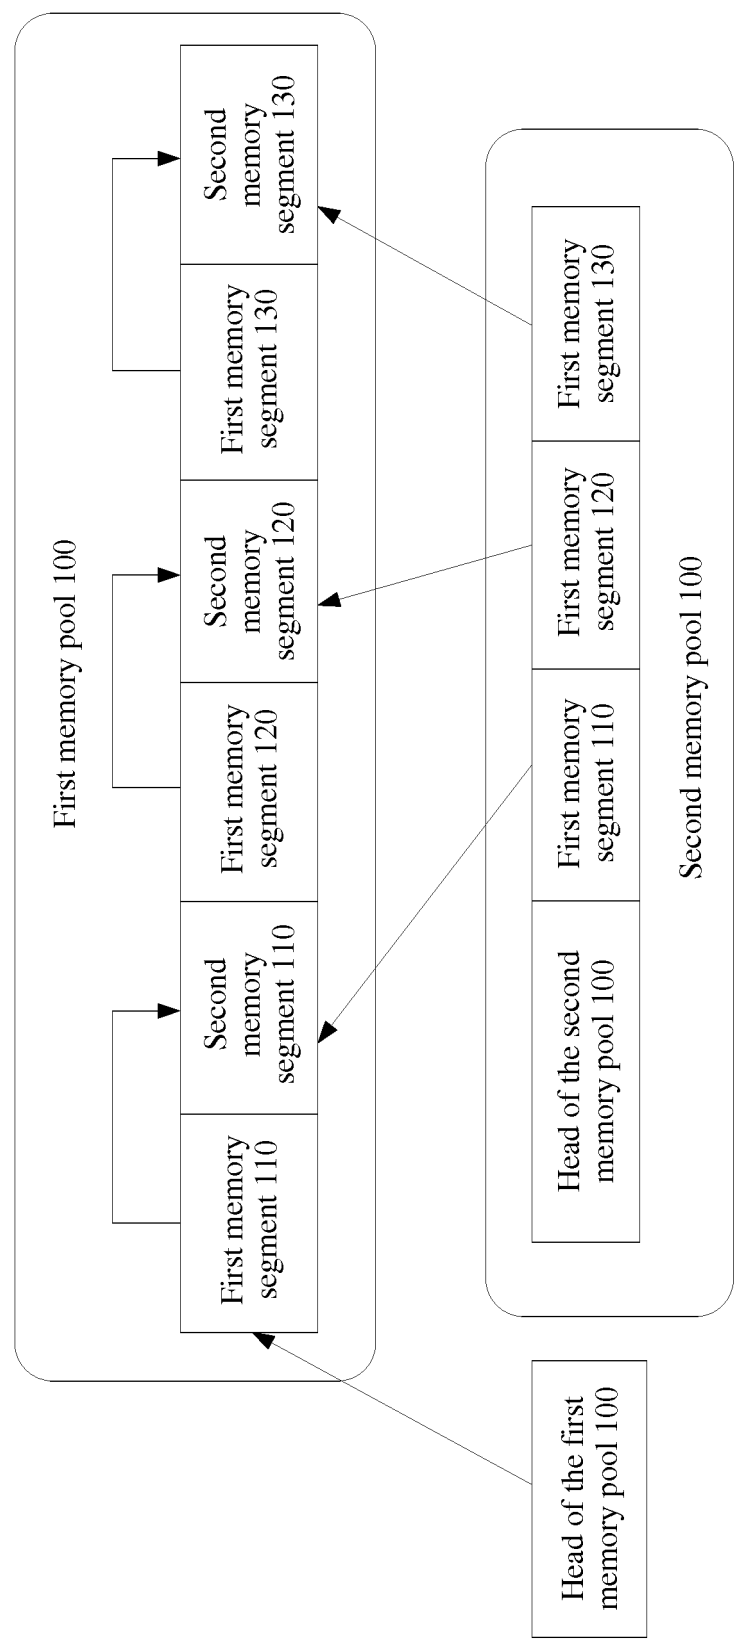 First memory pool 100
First memory
segment 110
Second
memory
segment 110
First memory
segment 120
Second
memory
segment 120
First memory
segment 130
Second
memory
segment 130
Head of the first
memory pool 100
Head of the second
memory pool 100
First memory
segment 110
First memory
segment 120
First memory
segment 130
Second memory pool 100